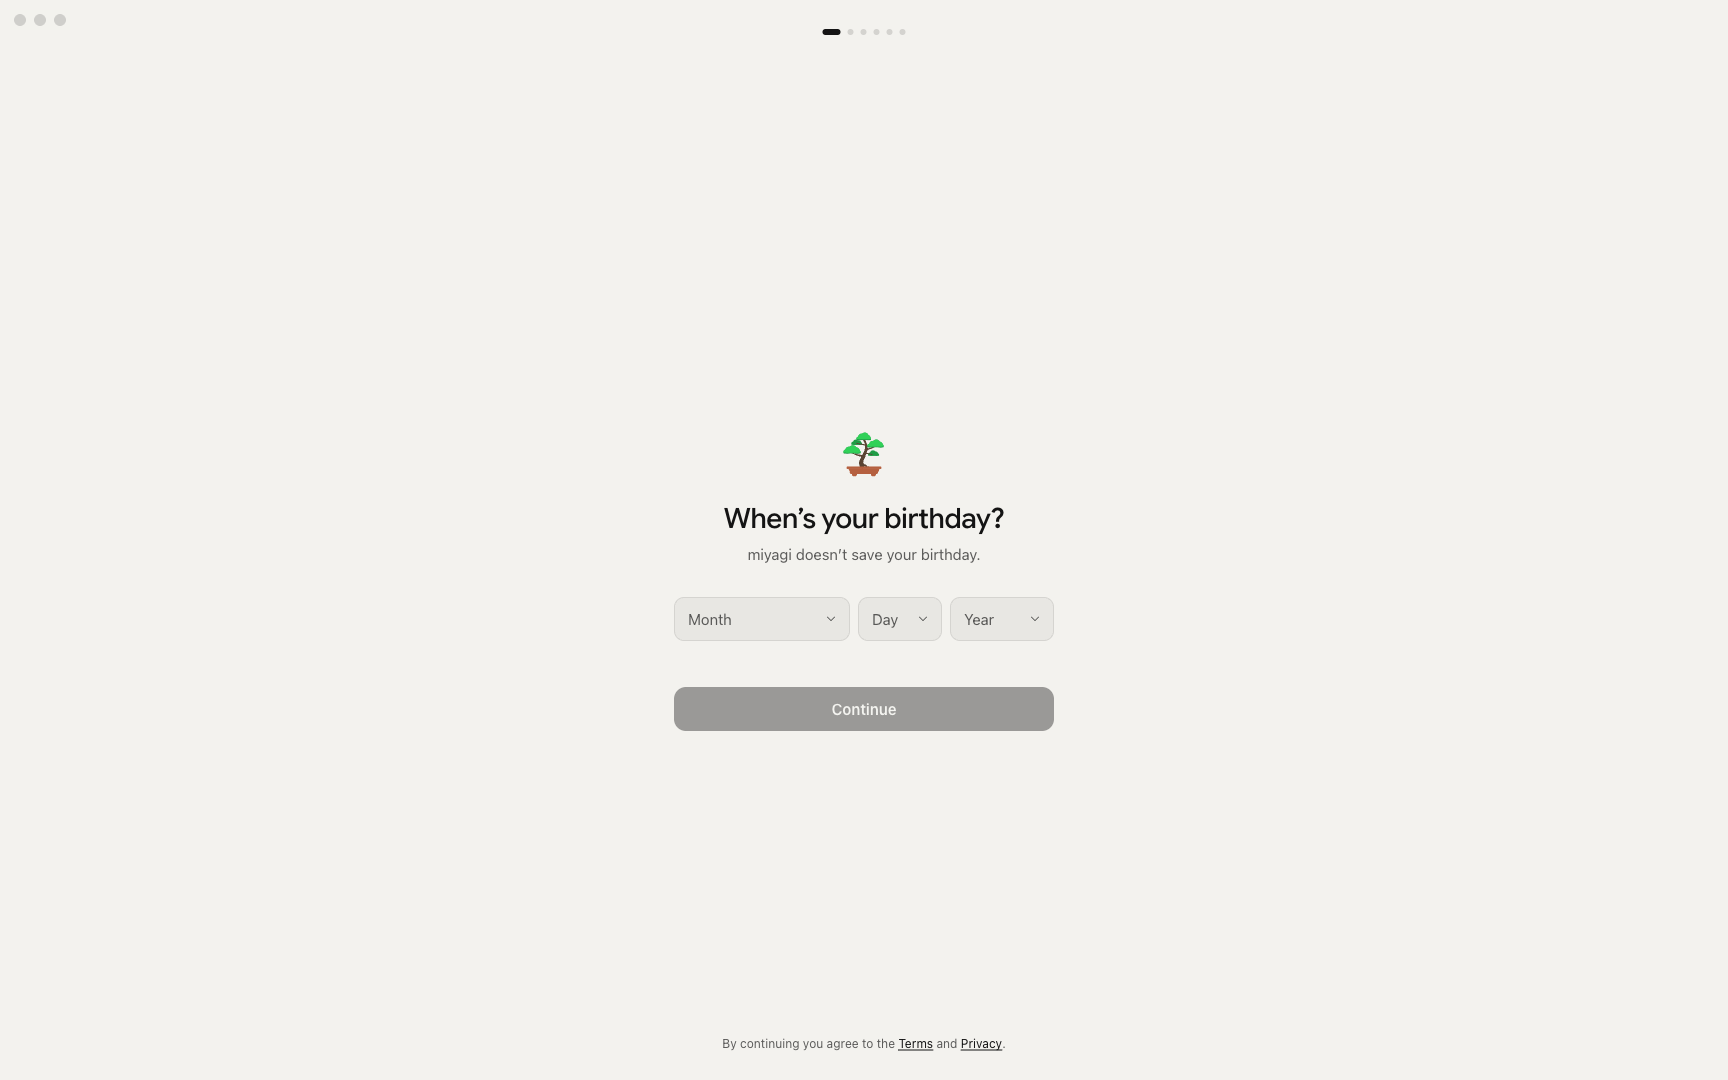 When’s your birthday?
miyagi doesn’t save your birthday.
Month
Day
Year
Continue
By continuing you agree to the Terms and Privacy.